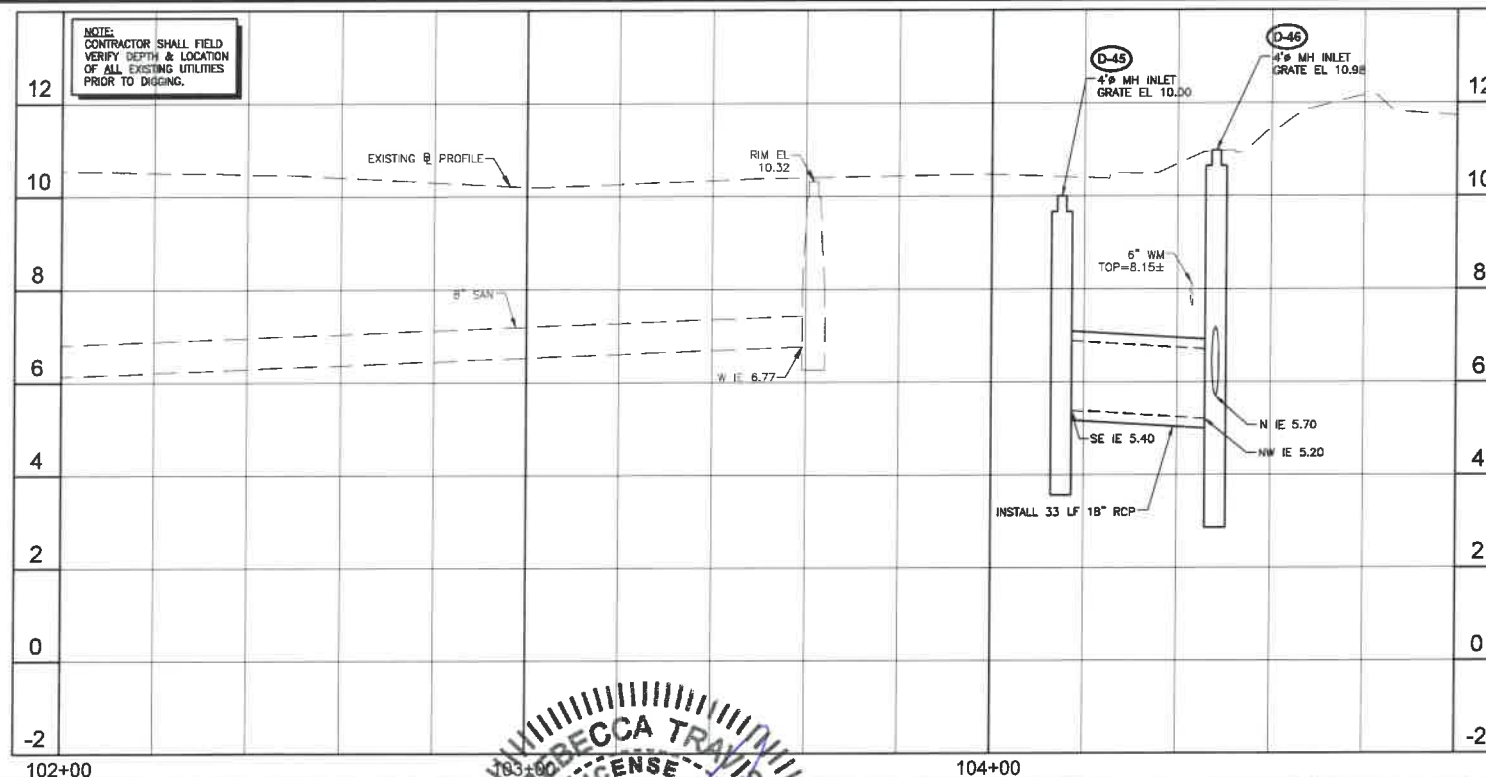 NOTE:
CONTRACTOR SHALL FIELD
VERIFY DEPTH & LOCATION
OF ALL EXISTING UTILITIES
PRIOR TO DIGGING.
D-45
4'ø MH INLET
GRATE EL 10.00
D-46
4'ø MH INLET
GRATE EL 10.98
12
12
EXISTING ℄ PROFILE
RIM EL
10.32
10
10
6" WM
TOP=8.15±
8
8
8" SAN
6
6
W IE 6.77
N IE 5.70
SE IE 5.40
NW IE 5.20
4
4
INSTALL 33 LF 18" RCP
2
2
0
0
-2
-2
102+00
103+00
104+00
REBECCA TRAVIS
LICENSE